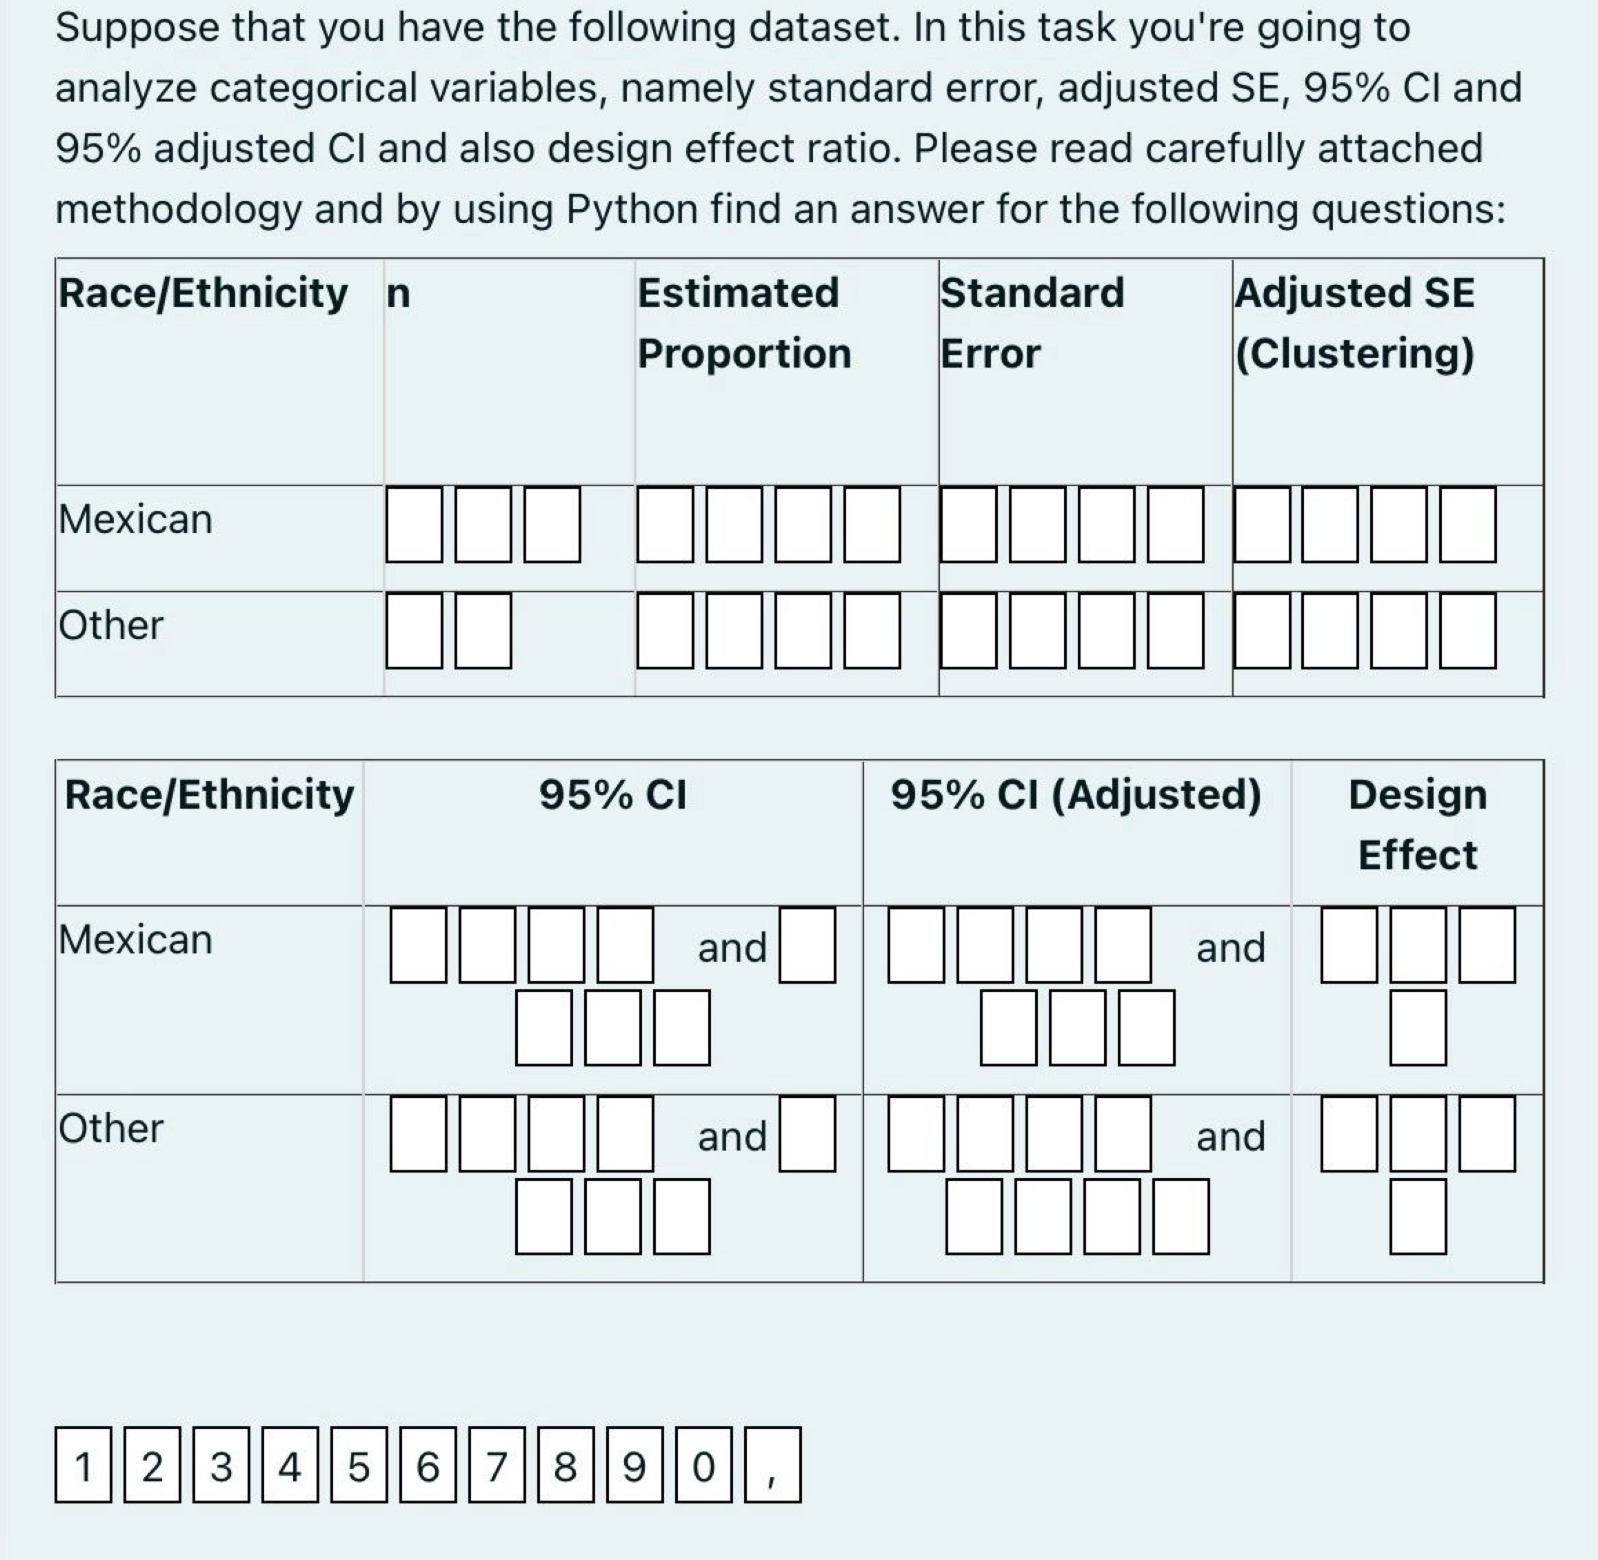 Suppose that you have the following dataset. In this task you're going to
analyze categorical variables, namely standard error, adjusted SE, 95% CI and
95% adjusted CI and also design effect ratio. Please read carefully attached
methodology and by using Python find an answer for the following questions:
Race/Ethnicity n Estimated Standard Adjusted SE
Proportion Error (Clustering)
Mexican
Other
Race/Ethnicity 95% CI 95% CI (Adjusted) Design
Effect
Mexican and and
Other and and
1 2 3 4 5 6 7 8 9 0 ,